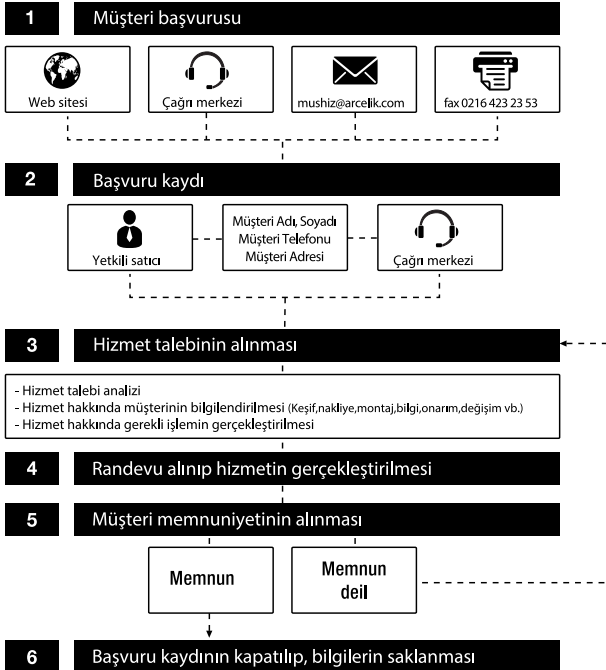 1 Müşteri başvurusu
Web sitesi
Çağrı merkezi
mushiz@arcelik.com
fax 0216 423 23 53
2 Başvuru kaydı
Yetkili satıcı
Müşteri Adı, Soyadı
Müşteri Telefonu
Müşteri Adresi
Çağrı merkezi
3 Hizmet talebinin alınması
- Hizmet talebi analizi
- Hizmet hakkında müşterinin bilgilendirilmesi (Keşif,nakliye,montaj,bilgi,onarım,değişim vb.)
- Hizmet hakkında gerekli işlemin gerçekleştirilmesi
4 Randevu alınıp hizmetin gerçekleştirilmesi
5 Müşteri memnuniyetinin alınması
Memnun
Memnun
deil
6 Başvuru kaydının kapatılıp, bilgilerin saklanması